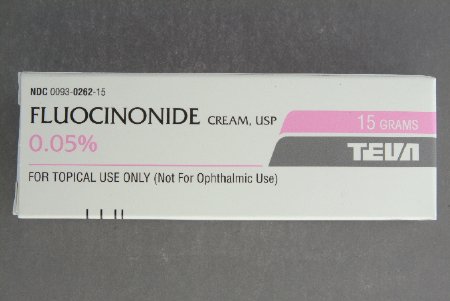 NDC 0093-0262-15
FLUOCINONIDE CREAM, USP
0.05%
15 GRAMS
TEVA
FOR TOPICAL USE ONLY (Not For Ophthalmic Use)